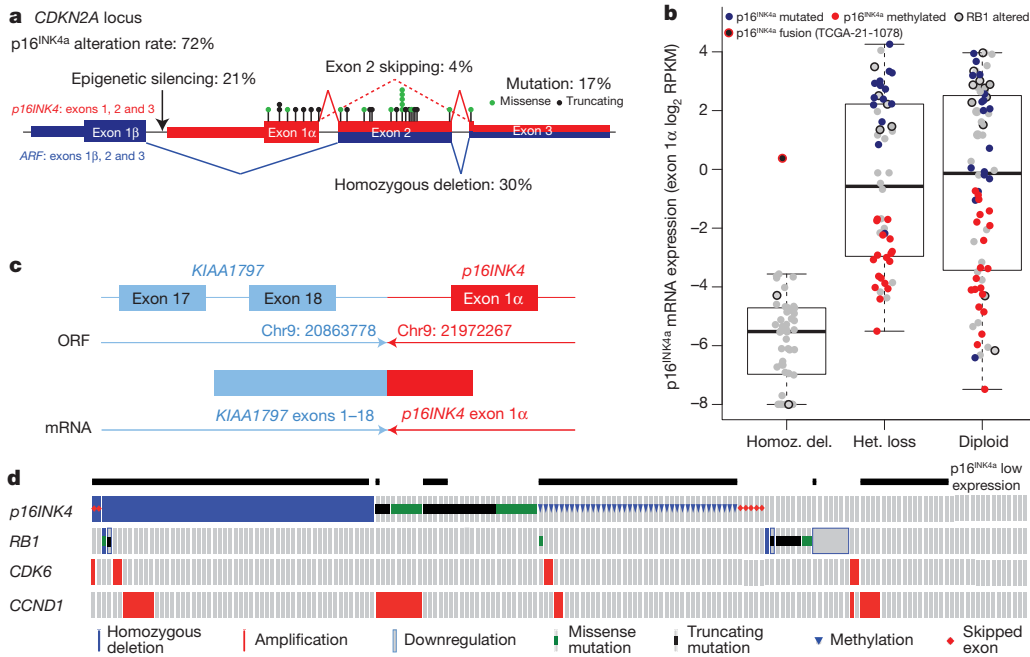 a CDKN2A locus
p16INK4a alteration rate: 72%
Epigenetic silencing: 21%
Exon 2 skipping: 4%
Mutation: 17%
Missense Truncating
p16INK4: exons 1, 2 and 3
Exon 1β
Exon 1α
Exon 2
Exon 3
ARF: exons 1β, 2 and 3
Homozygous deletion: 30%
b
p16INK4a mutated
p16INK4a methylated
RB1 altered
p16INK4a fusion (TCGA-21-1078)
p16INK4a mRNA expression (exon 1α log2 RPKM)
4
2
0
−2
−4
−6
−8
Homoz. del.
Het. loss
Diploid
c
KIAA1797
p16INK4
Exon 17
Exon 18
Exon 1α
Chr9: 20863778
Chr9: 21972267
ORF
KIAA1797 exons 1–18
p16INK4 exon 1α
mRNA
d
p16INK4a low
expression
p16INK4
RB1
CDK6
CCND1
Homozygous
deletion
Amplification
Downregulation
Missense
mutation
Truncating
mutation
Methylation
Skipped
exon